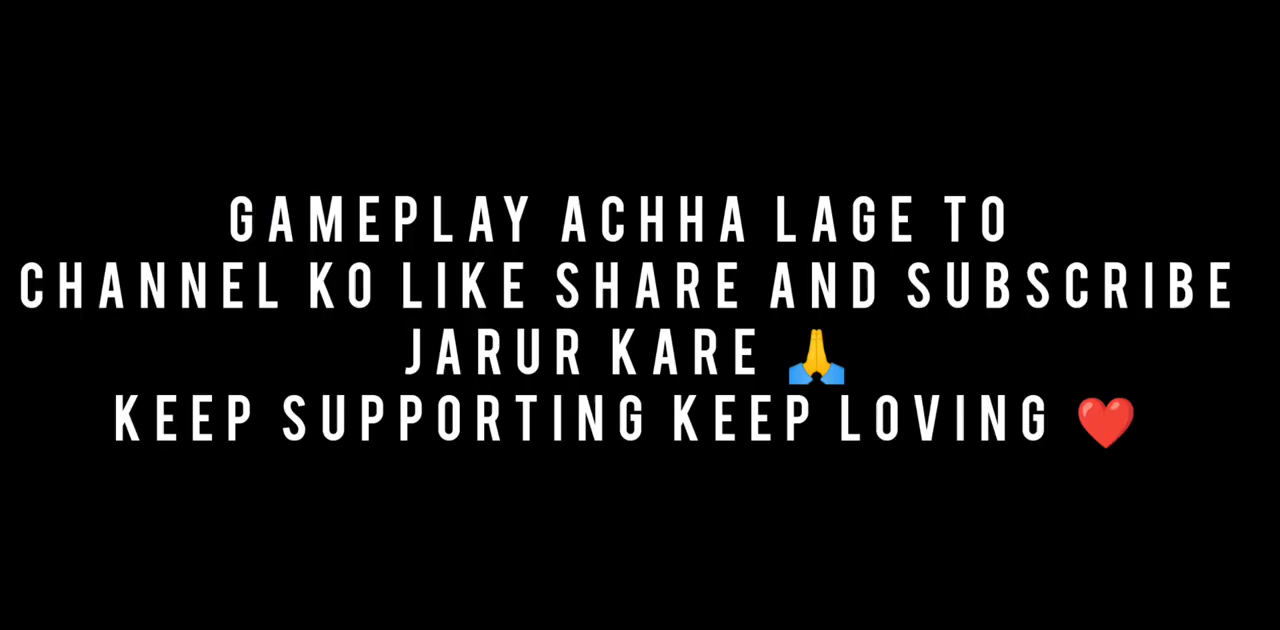 GAMEPLAY ACHHA LAGE TO
CHANNEL KO LIKE SHARE AND SUBSCRIBE
JARUR KARE 🙏
KEEP SUPPORTING KEEP LOVING ❤️